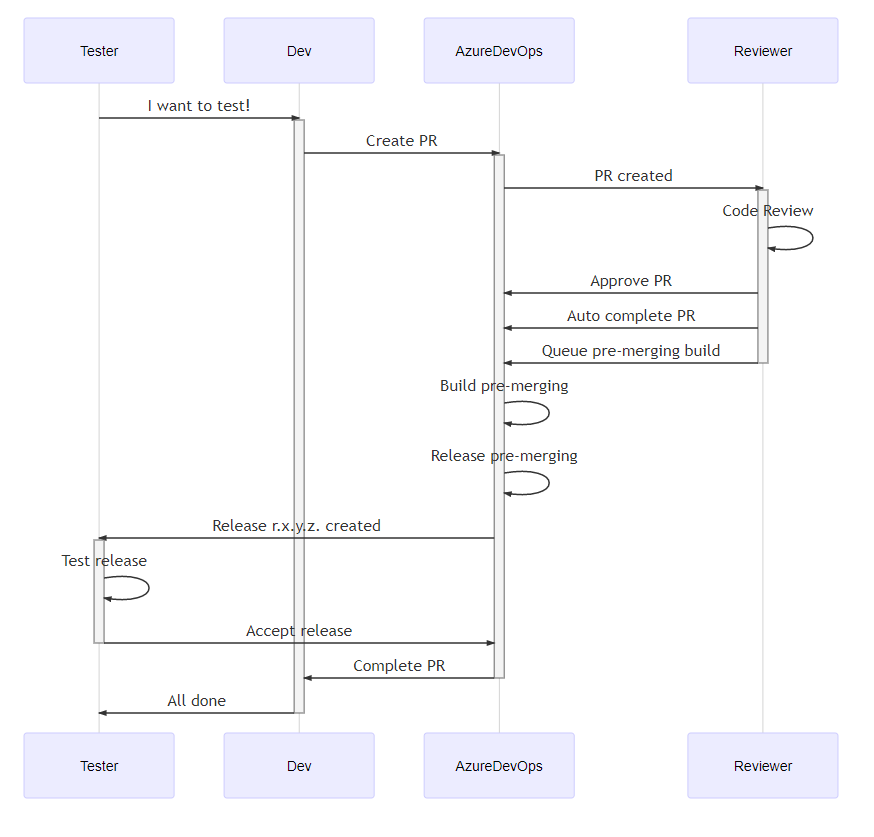 Tester
Dev
AzureDevOps
Reviewer
I want to test!
Create PR
PR created
Code Review
Approve PR
Auto complete PR
Queue pre-merging build
Build pre-merging
Release pre-merging
Release r.x.y.z. created
Test release
Accept release
Complete PR
All done
Tester
Dev
AzureDevOps
Reviewer